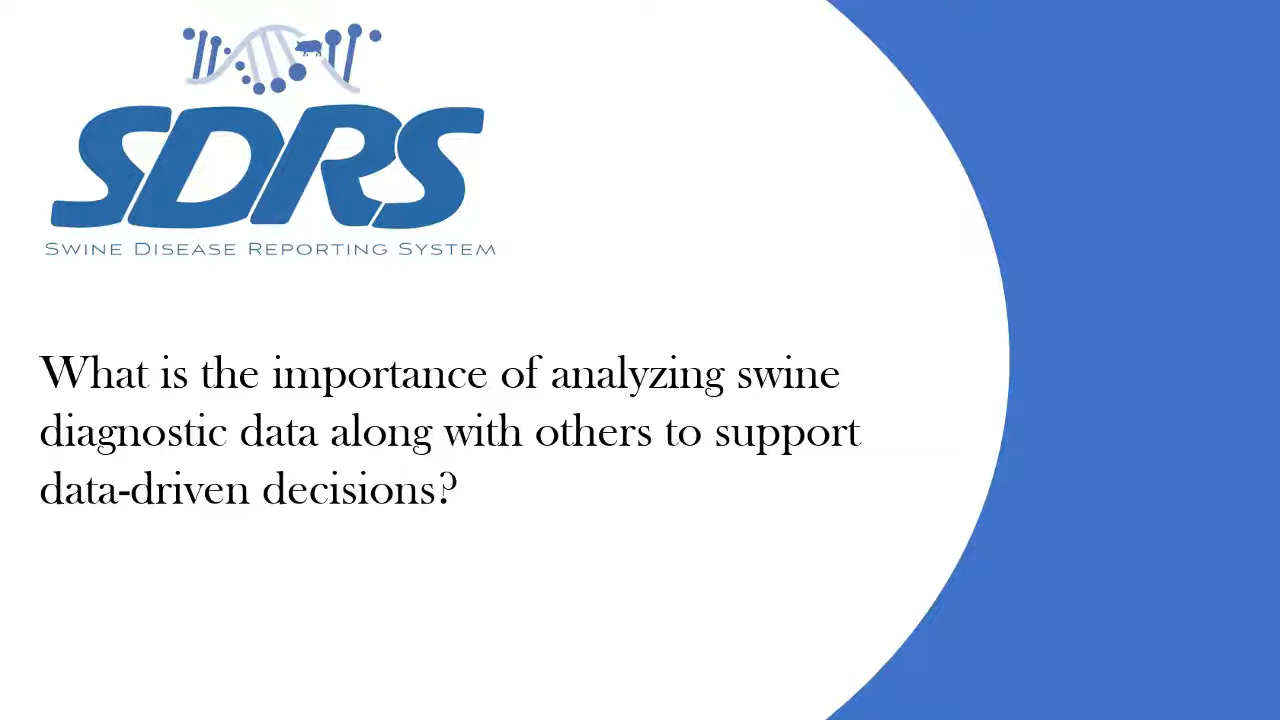 SDRS
SWINE DISEASE REPORTING SYSTEM
What is the importance of analyzing swine
diagnostic data along with others to support
data-driven decisions?